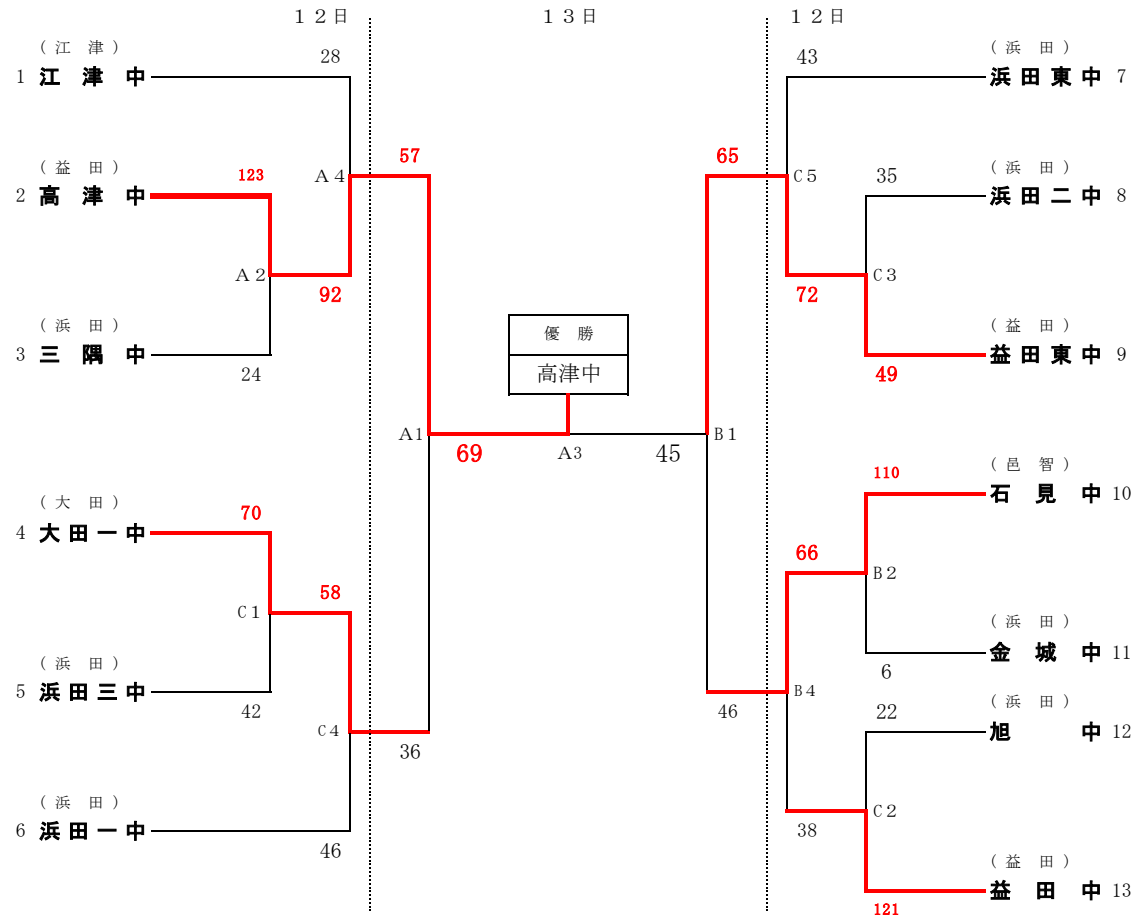 １２日
１３日
１２日
（江　津）
1 江津中
28
（益　田）
2 高津中
123
A4
57
A2
92
（浜　田）
3 三隅中
24
（大　田）
4 大田一中
70
58
C1
（浜　田）
5 浜田三中
42
C4
36
（浜　田）
6 浜田一中
46
優勝
高津中
A1
69
A3
45
B1
43
（浜　田）
浜田東中 7
65
C5
35
（浜　田）
浜田二中 8
C3
72
（益　田）
益田東中 9
49
110
（邑　智）
石見中 10
66
B2
（浜　田）
金城中 11
6
46
B4
22
（浜　田）
旭中 12
C2
38
（益　田）
益田中 13
121